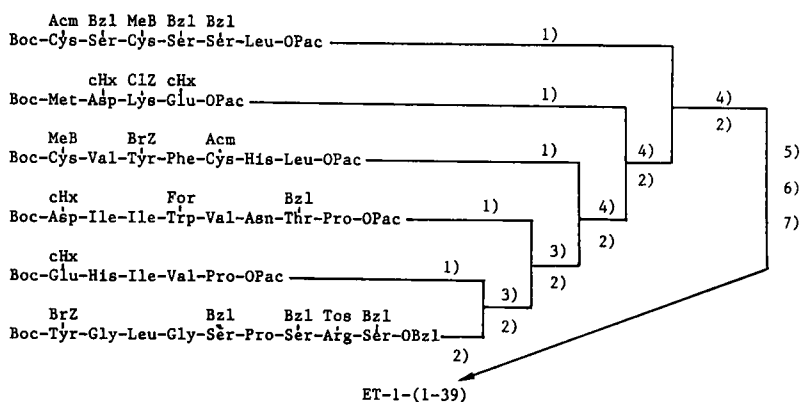 Acm Bzl MeB Bzl Bzl
Boc-Cys-Ser-Cys-Ser-Ser-Leu-OPac
1)
cHx ClZ cHx
Boc-Met-Asp-Lys-Glu-OPac
1)
4)
2)
MeB BrZ Acm
Boc-Cys-Val-Tyr-Phe-Cys-His-Leu-OPac
1)
4)
2)
5)
6)
7)
cHx For Bzl
Boc-Asp-Ile-Ile-Trp-Val-Asn-Thr-Pro-OPac
1)
4)
2)
cHx
Boc-Glu-His-Ile-Val-Pro-OPac
1)
3)
2)
BrZ Bzl Bzl Tos Bzl
Boc-Tyr-Gly-Leu-Gly-Ser-Pro-Ser-Arg-Ser-OBzl
2)
3)
2)
ET-1-(1-39)